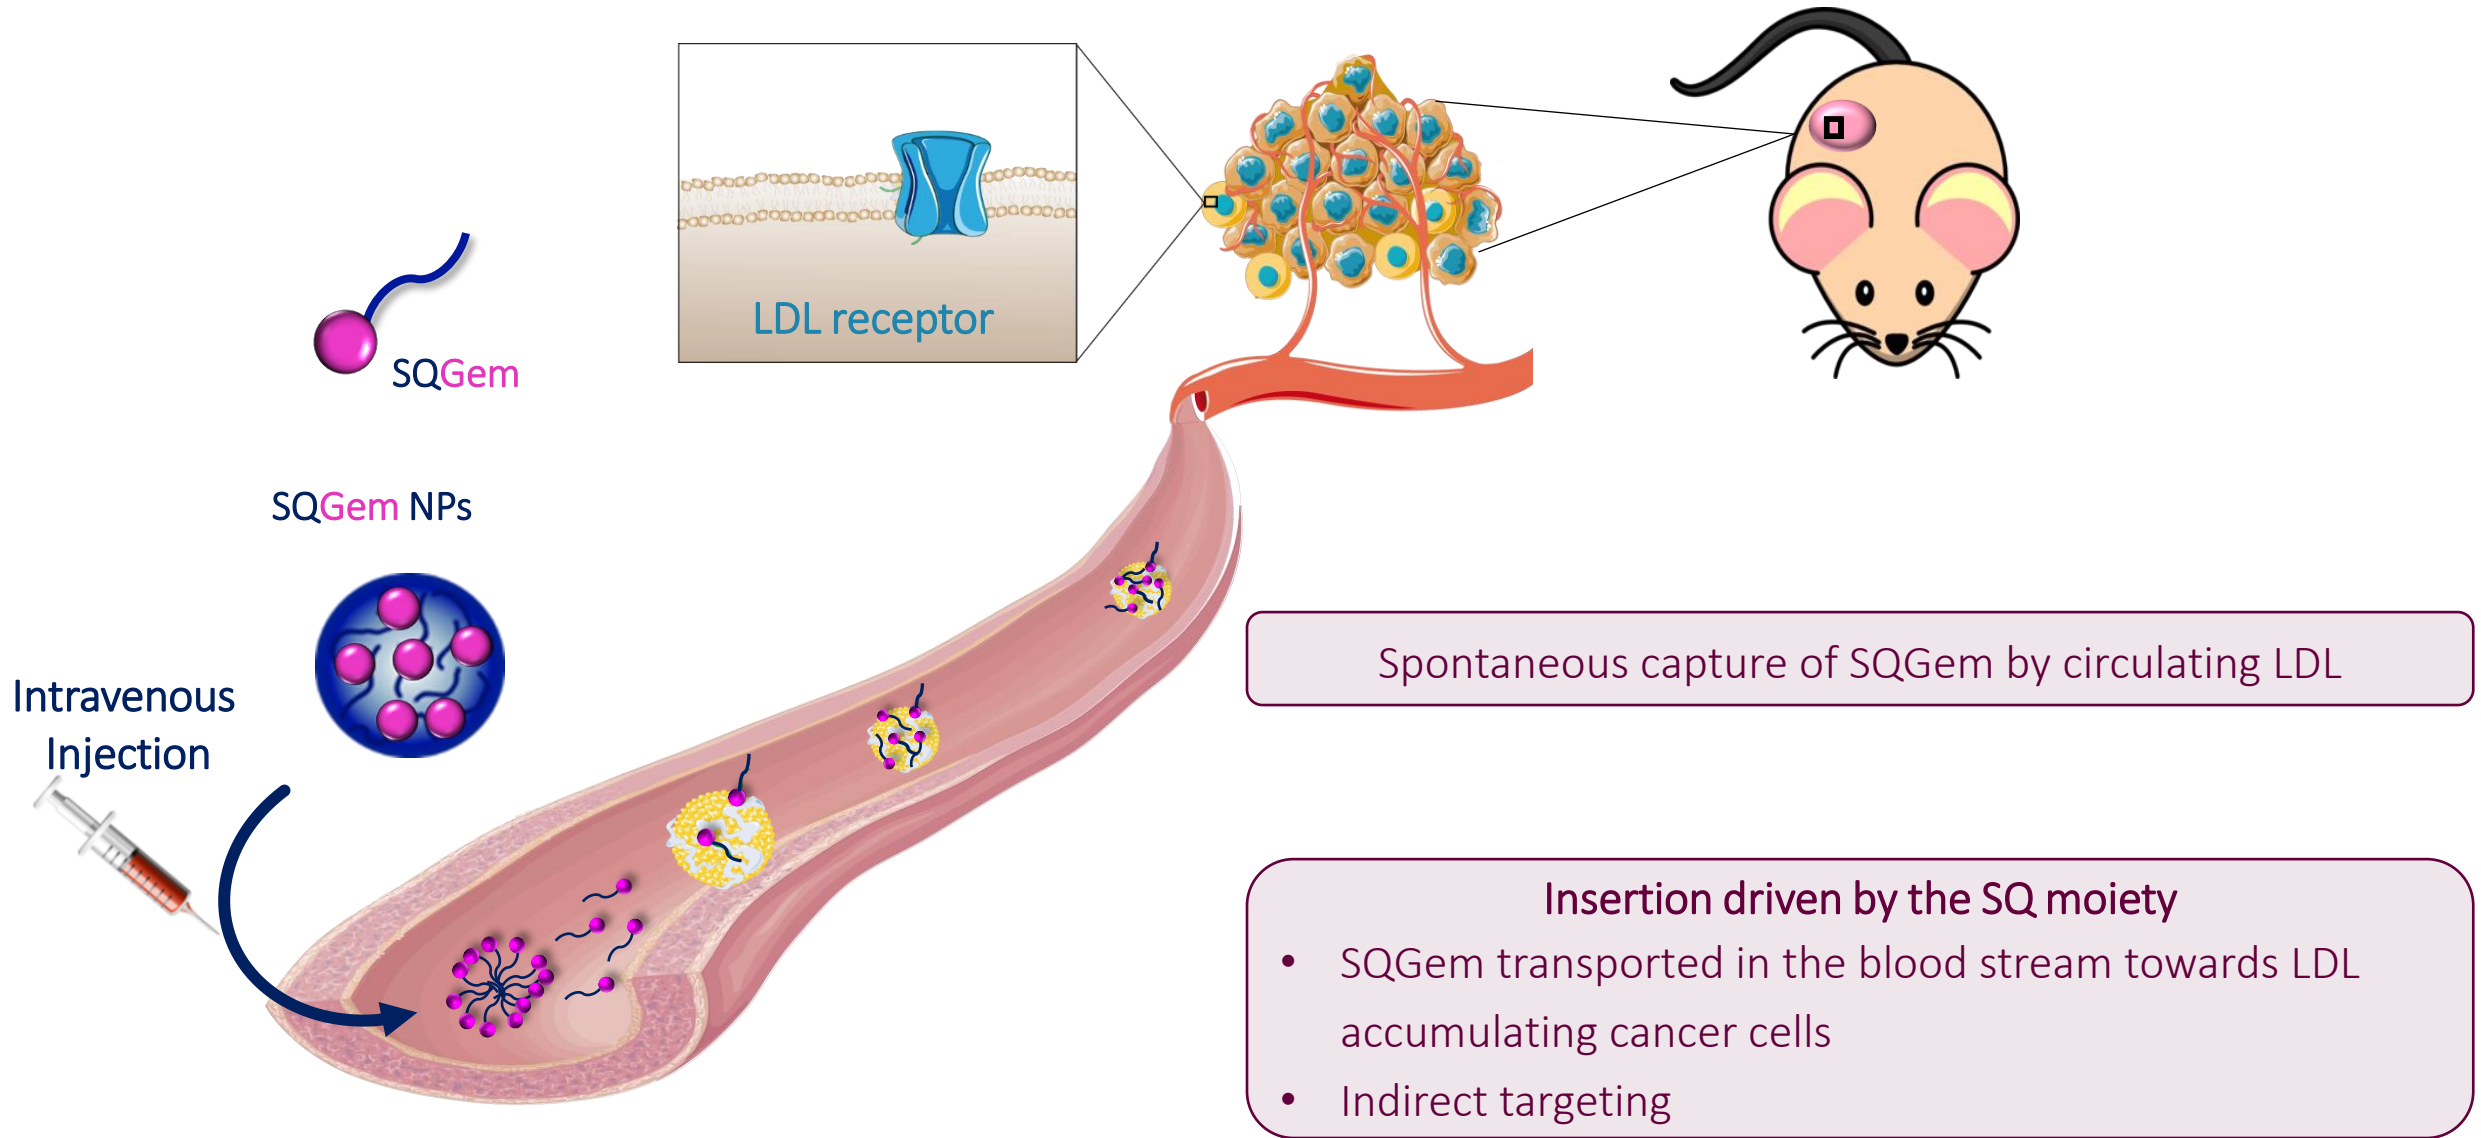 LDL receptor
SQGem
SQGem NPs
Intravenous
Injection
Spontaneous capture of SQGem by circulating LDL
Insertion driven by the SQ moiety
• SQGem transported in the blood stream towards LDL
accumulating cancer cells
• Indirect targeting